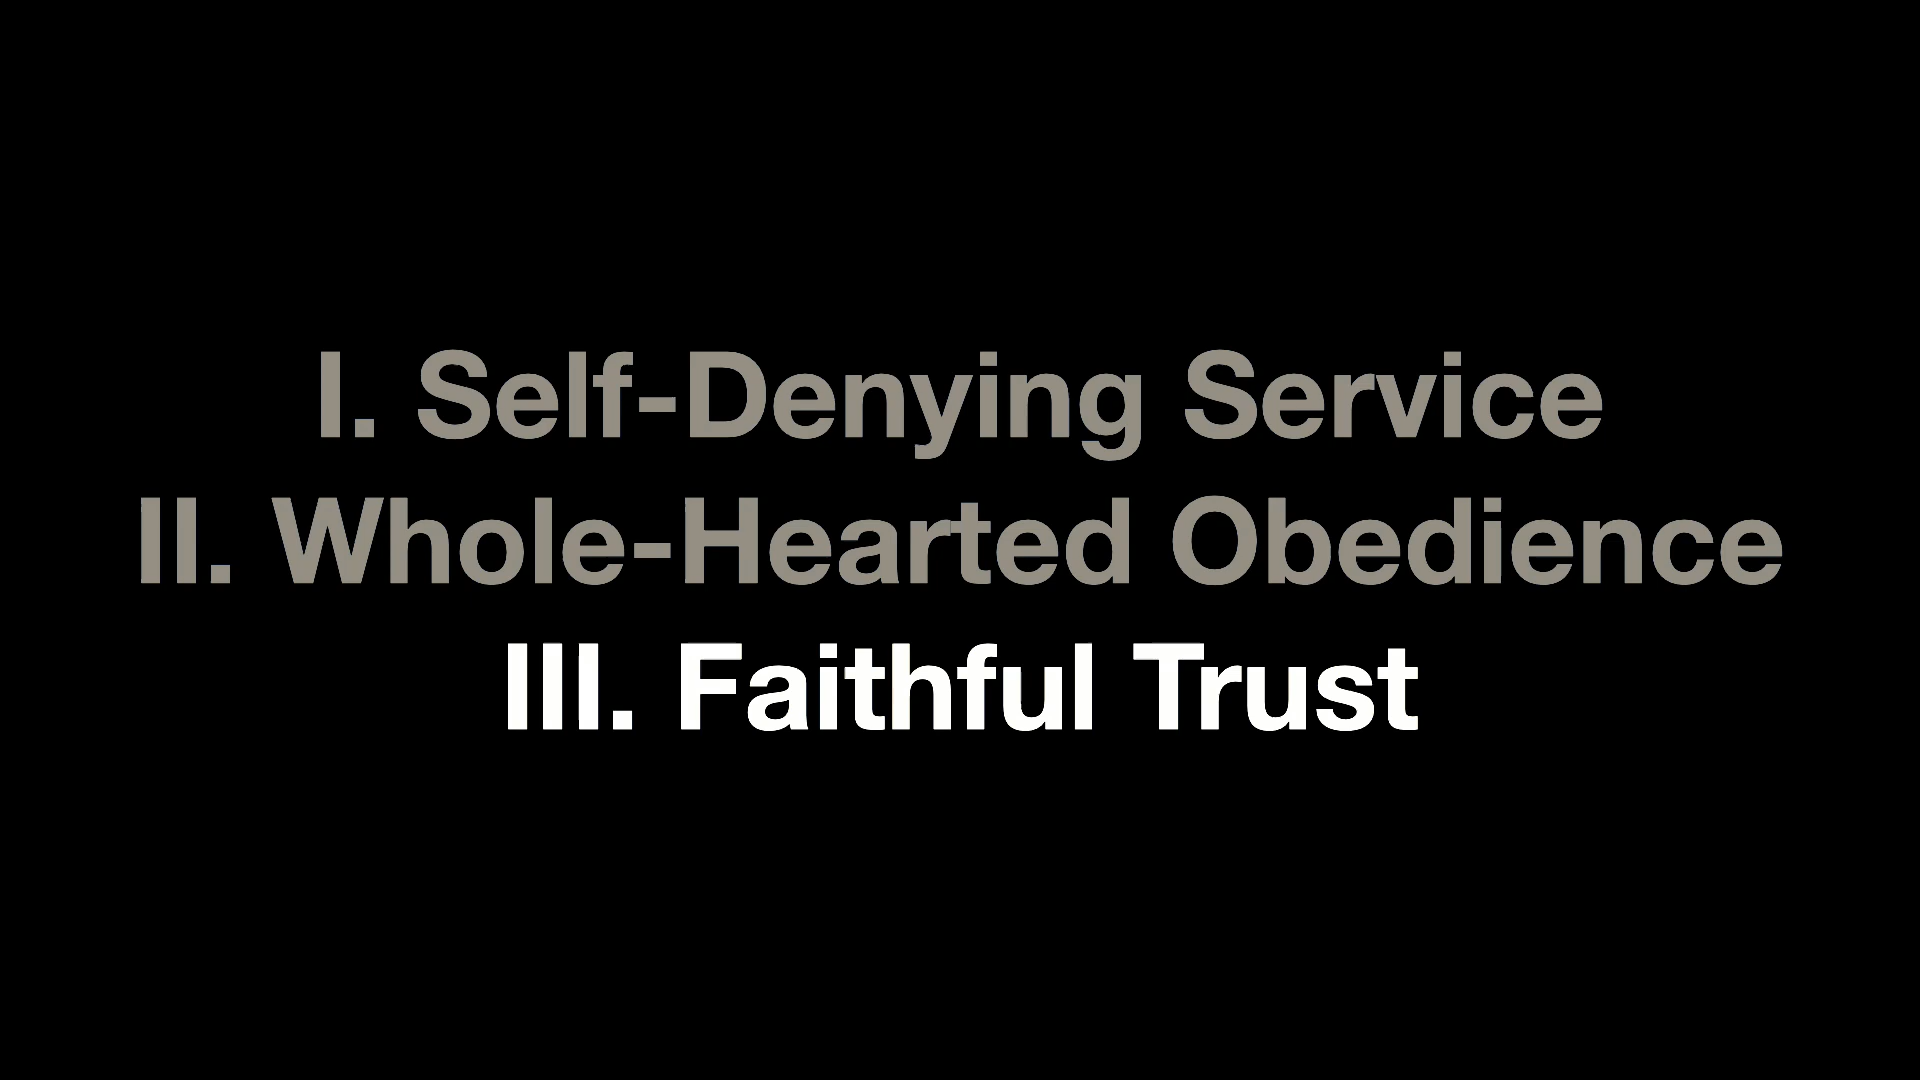 I. Self-Denying Service
II. Whole-Hearted Obedience
III. Faithful Trust